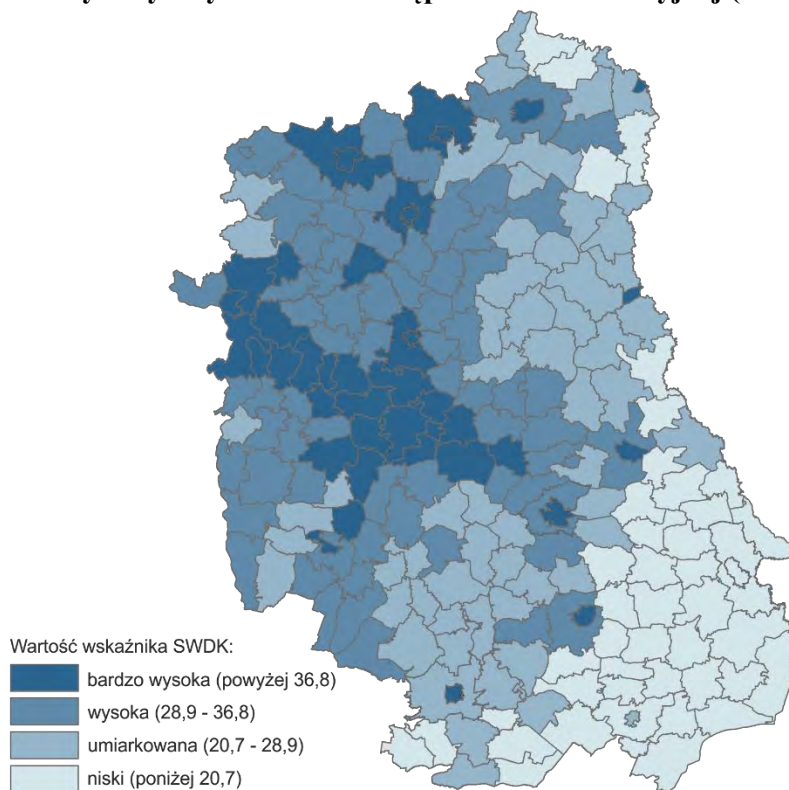 Wartość wskaźnika SWDK:
bardzo wysoka (powyżej 36,8)
wysoka (28,9 - 36,8)
umiarkowana (20,7 - 28,9)
niski (poniżej 20,7)